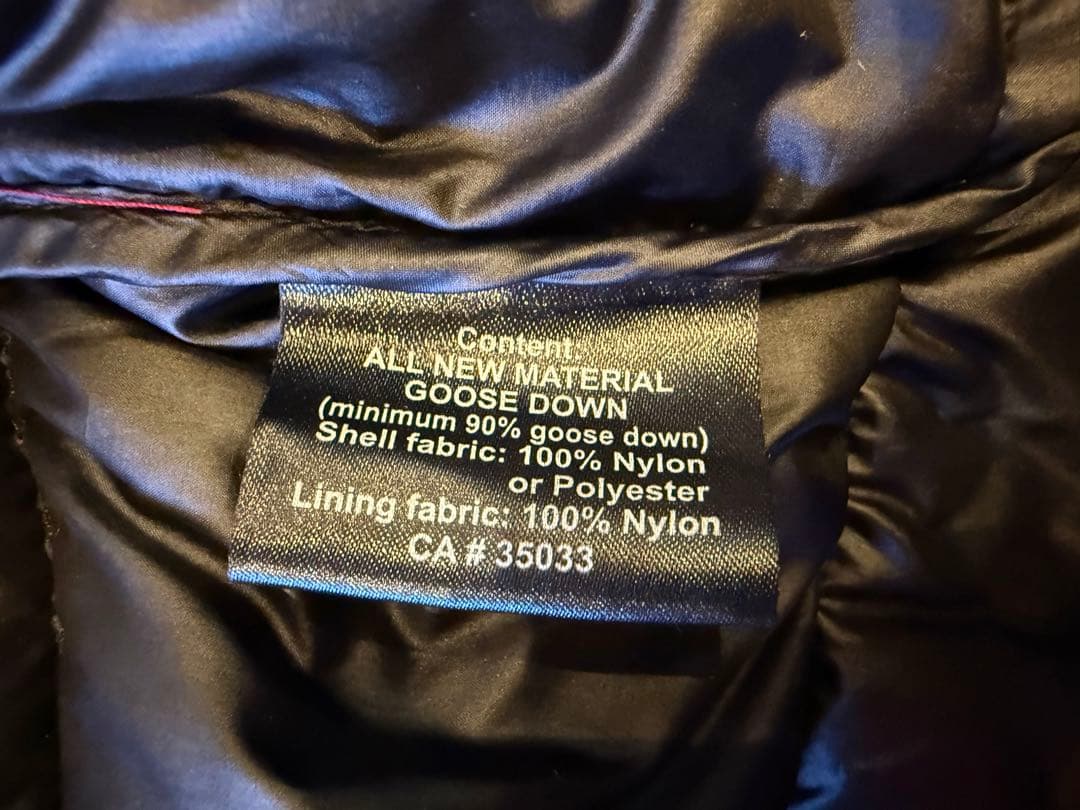 Content:
ALL NEW MATERIAL
GOOSE DOWN
(minimum 90% goose down)
Shell fabric: 100% Nylon
or Polyester
Lining fabric: 100% Nylon
CA # 35033